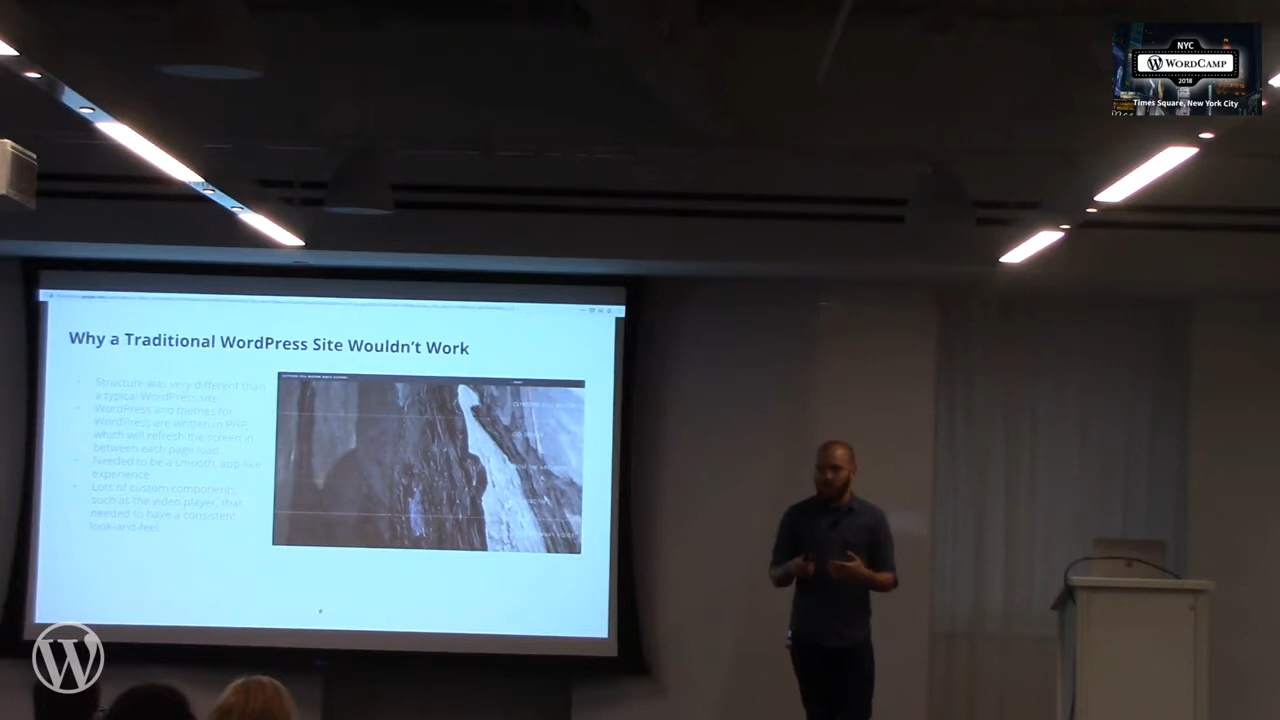 NYC
WORDCAMP
2018
Times Square, New York City
Why a Traditional WordPress Site Wouldn't Work
Structure was very different than
a typical WordPress site
WordPress and themes for
WordPress are written in PHP,
which will refresh the screen in
between each page load
Needed to be a smooth, app-like
experience
Lots of custom components,
such as the video player, that
needed to have a consistent
look-and-feel